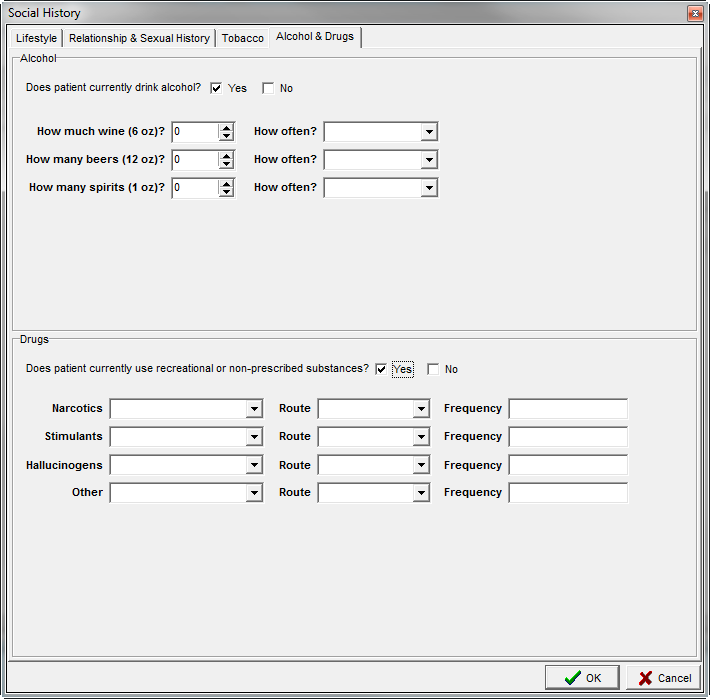 Social History
Lifestyle Relationship & Sexual History Tobacco Alcohol & Drugs
Alcohol
Does patient currently drink alcohol? Yes No
How much wine (6 oz)? 0 How often?
How many beers (12 oz)? 0 How often?
How many spirits (1 oz)? 0 How often?
Drugs
Does patient currently use recreational or non-prescribed substances? Yes No
Narcotics Route Frequency
Stimulants Route Frequency
Hallucinogens Route Frequency
Other Route Frequency
OK Cancel